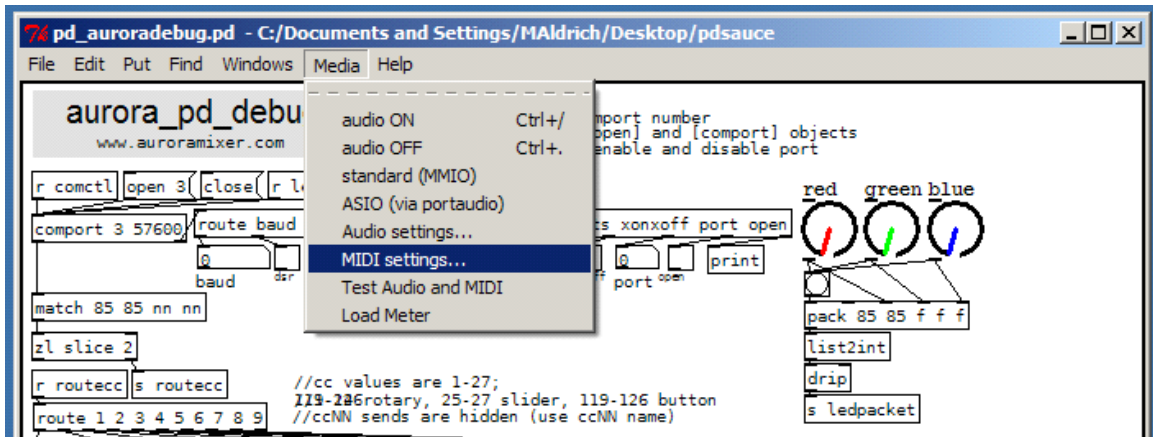 pd_auroradebug.pd - C:/Documents and Settings/MAldrich/Desktop/pdsauce
File Edit Put Find Windows Media Help
aurora_pd_debu
www.auroramixer.com
audio ON Ctrl+/
audio OFF Ctrl+.
standard (MMIO)
ASIO (via portaudio)
Audio settings...
MIDI settings...
Test Audio and MIDI
Load Meter
mport number
open] and [comport] objects
enable and disable port
r comctl open 3 close r l
comport 3 57600 route baud
ts xonxoff port open
0 dsr 0 print
baud ff port open
red green blue
match 85 85 nn nn
pack 85 85 f f f
zl slice 2
list2int
r routecc s routecc
drip
//cc values are 1-27;
rotary, 25-27 slider, 119-126 button
s ledpacket
route 1 2 3 4 5 6 7 8 9
//ccNN sends are hidden (use ccNN name)